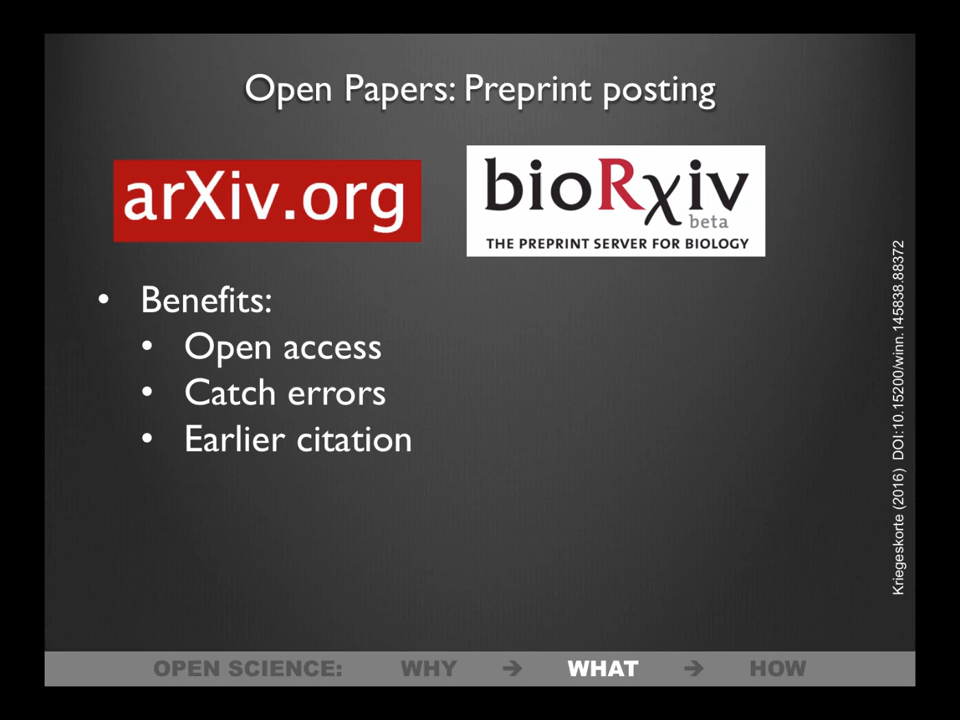 Open Papers: Preprint posting
arXiv.org
bioRχiv
beta
THE PREPRINT SERVER FOR BIOLOGY
• Benefits:
• Open access
• Catch errors
• Earlier citation
Kriegeskorte (2016) DOI:10.15200/winn.145838.88372
OPEN SCIENCE: WHY → WHAT → HOW